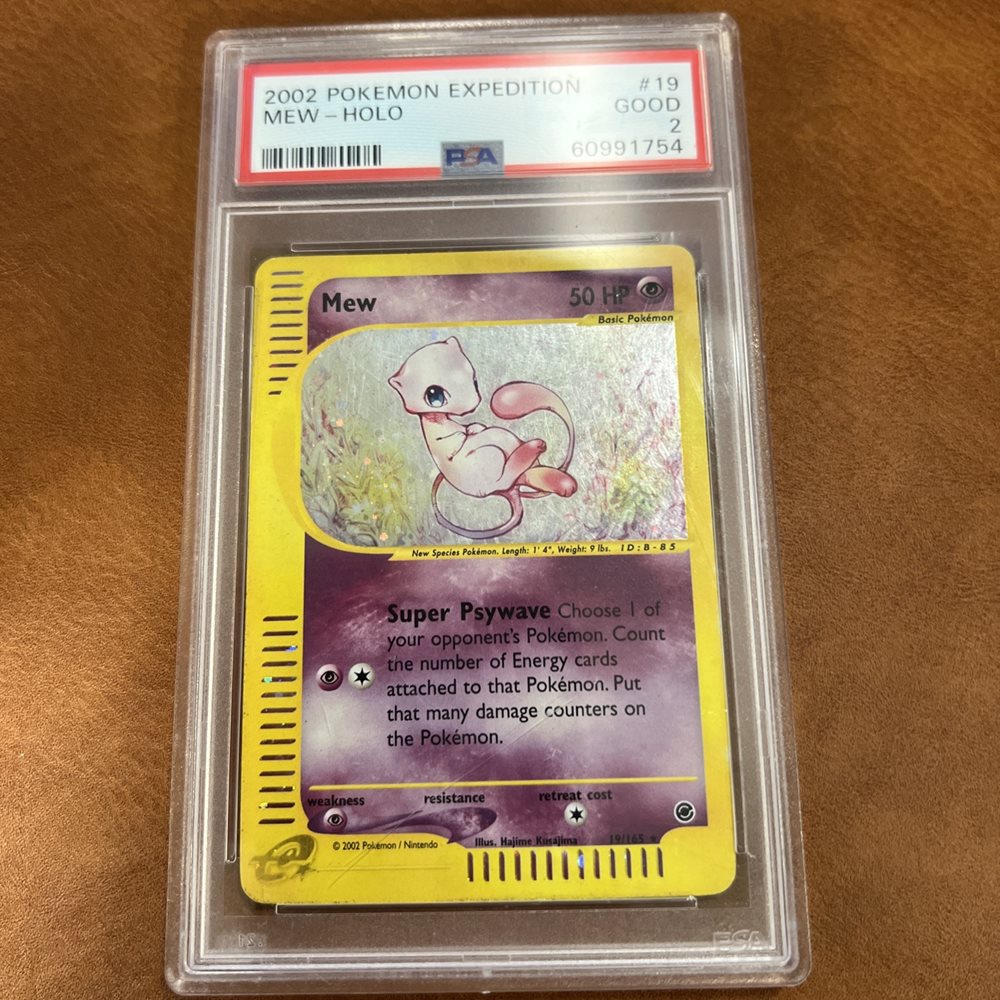 2002 POKEMON EXPEDITION #19
MEW – HOLO GOOD
2
PSA 60991754
Mew 50 HP
Basic Pokémon
New Species Pokémon. Length: 1' 4", Weight: 9 lbs. ID:B-85
Super Psywave Choose 1 of
your opponent's Pokémon. Count
the number of Energy cards
attached to that Pokémon. Put
that many damage counters on
the Pokémon.
weakness resistance retreat cost
Illus. Hajime Kusajima 19/165 ★
© 2002 Pokémon / Nintendo